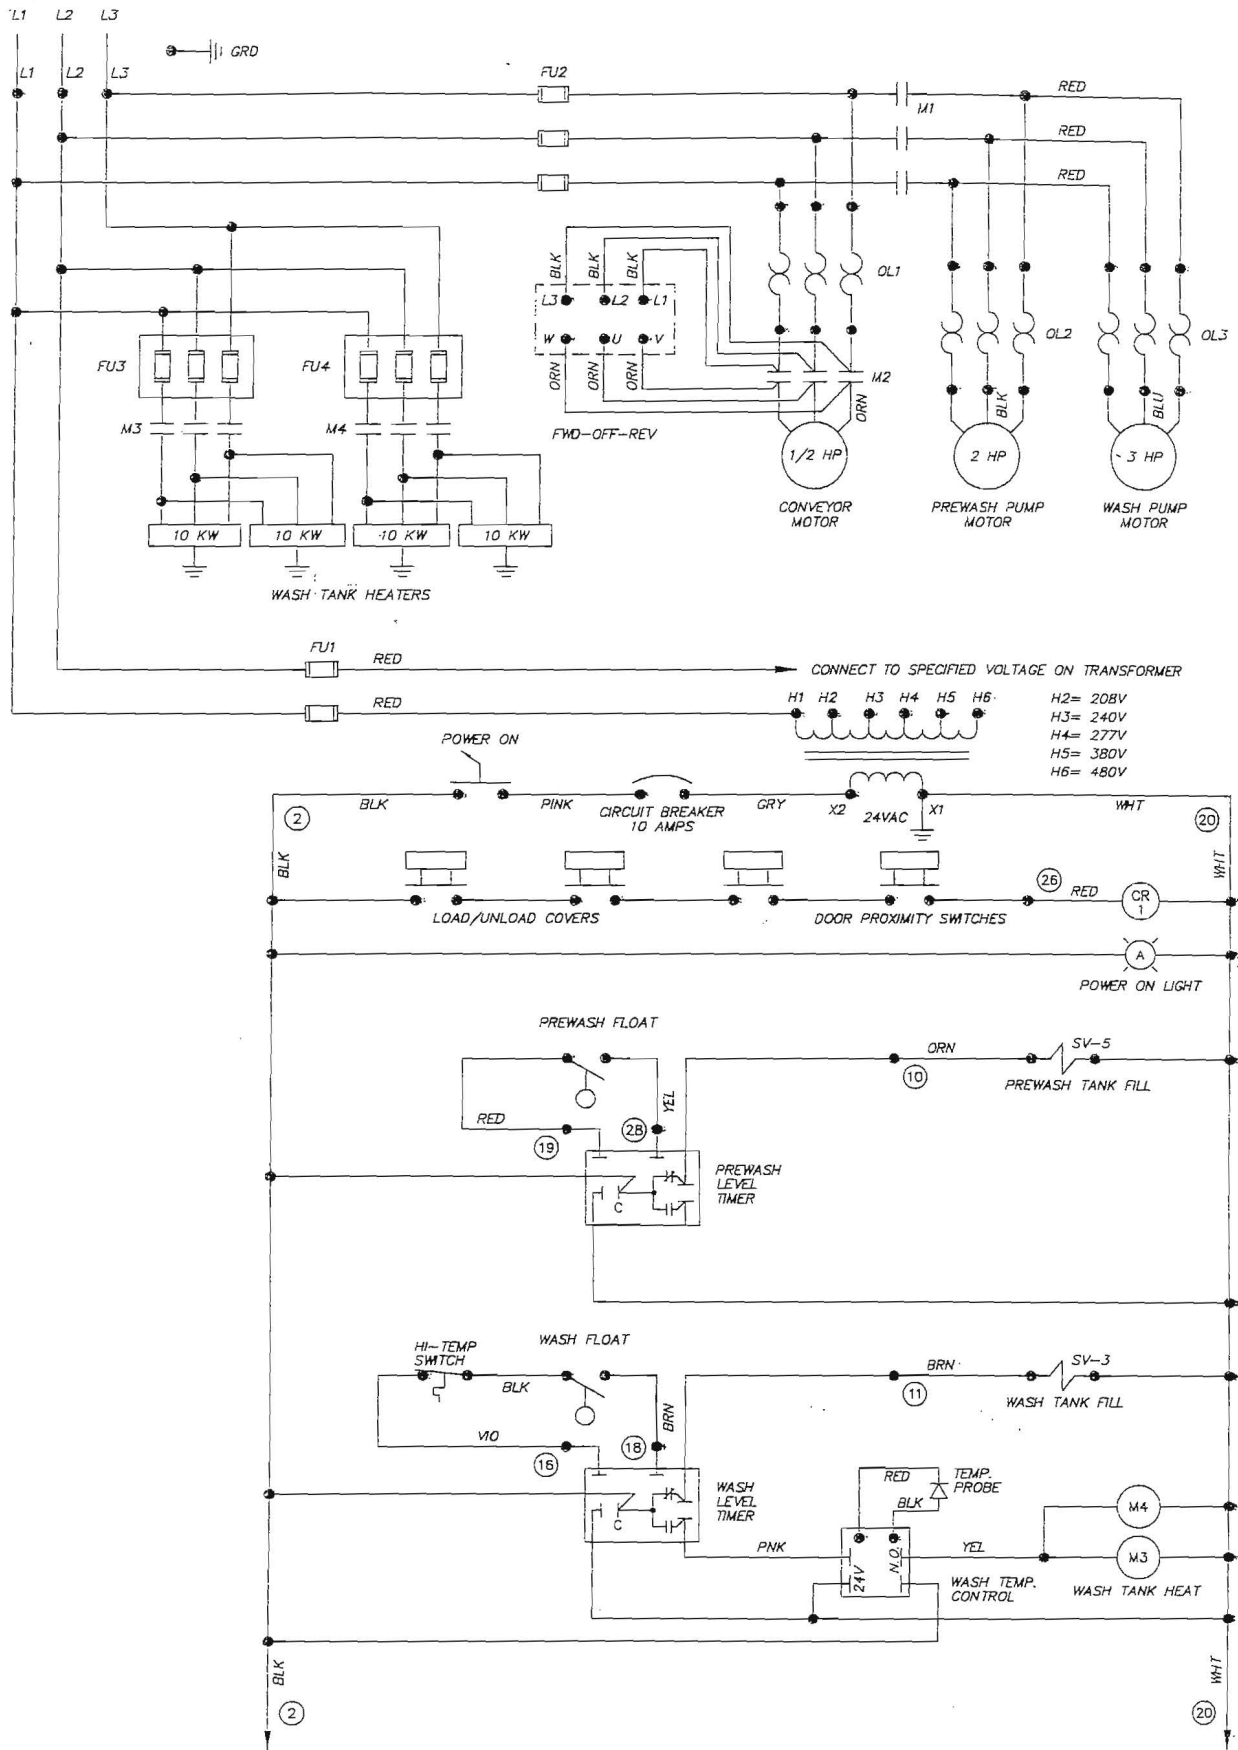 L1 L2 L3
GRD
L1 L2 L3
FU2
RED
M1
RED
RED
BLK BLK BLK
OL1
L3 L2 L1
W U V
OL2
OL3
FU3
FU4
ORN ORN ORN
M2
ORN
BLK
BLU
M3
M4
FWD-OFF-REV
1/2 HP
2 HP
3 HP
CONVEYOR
MOTOR
PREWASH PUMP
MOTOR
WASH PUMP
MOTOR
10 KW 10 KW 10 KW 10 KW
WASH TANK HEATERS
FU1
RED
CONNECT TO SPECIFIED VOLTAGE ON TRANSFORMER
RED
H1 H2 H3 H4 H5 H6
H2= 208V
H3= 240V
H4= 277V
H5= 380V
H6= 480V
POWER ON
BLK
PINK
CIRCUIT BREAKER
10 AMPS
GRY
X2 24VAC X1
WHT
2
20
BLK
WHT
26
RED
CR
1
LOAD/UNLOAD COVERS
DOOR PROXIMITY SWITCHES
A
POWER ON LIGHT
PREWASH FLOAT
ORN
SV-5
10
PREWASH TANK FILL
RED
YEL
19
28
PREWASH
LEVEL
TIMER
C
HI-TEMP
SWITCH
WASH FLOAT
BLK
BRN
SV-3
11
WASH TANK FILL
VIO
BRN
16
18
WASH
LEVEL
TIMER
C
RED
TEMP.
PROBE
BLK
M4
PNK
24V
N.O.
YEL
M3
WASH TEMP.
CONTROL
WASH TANK HEAT
BLK
WHT
2
20